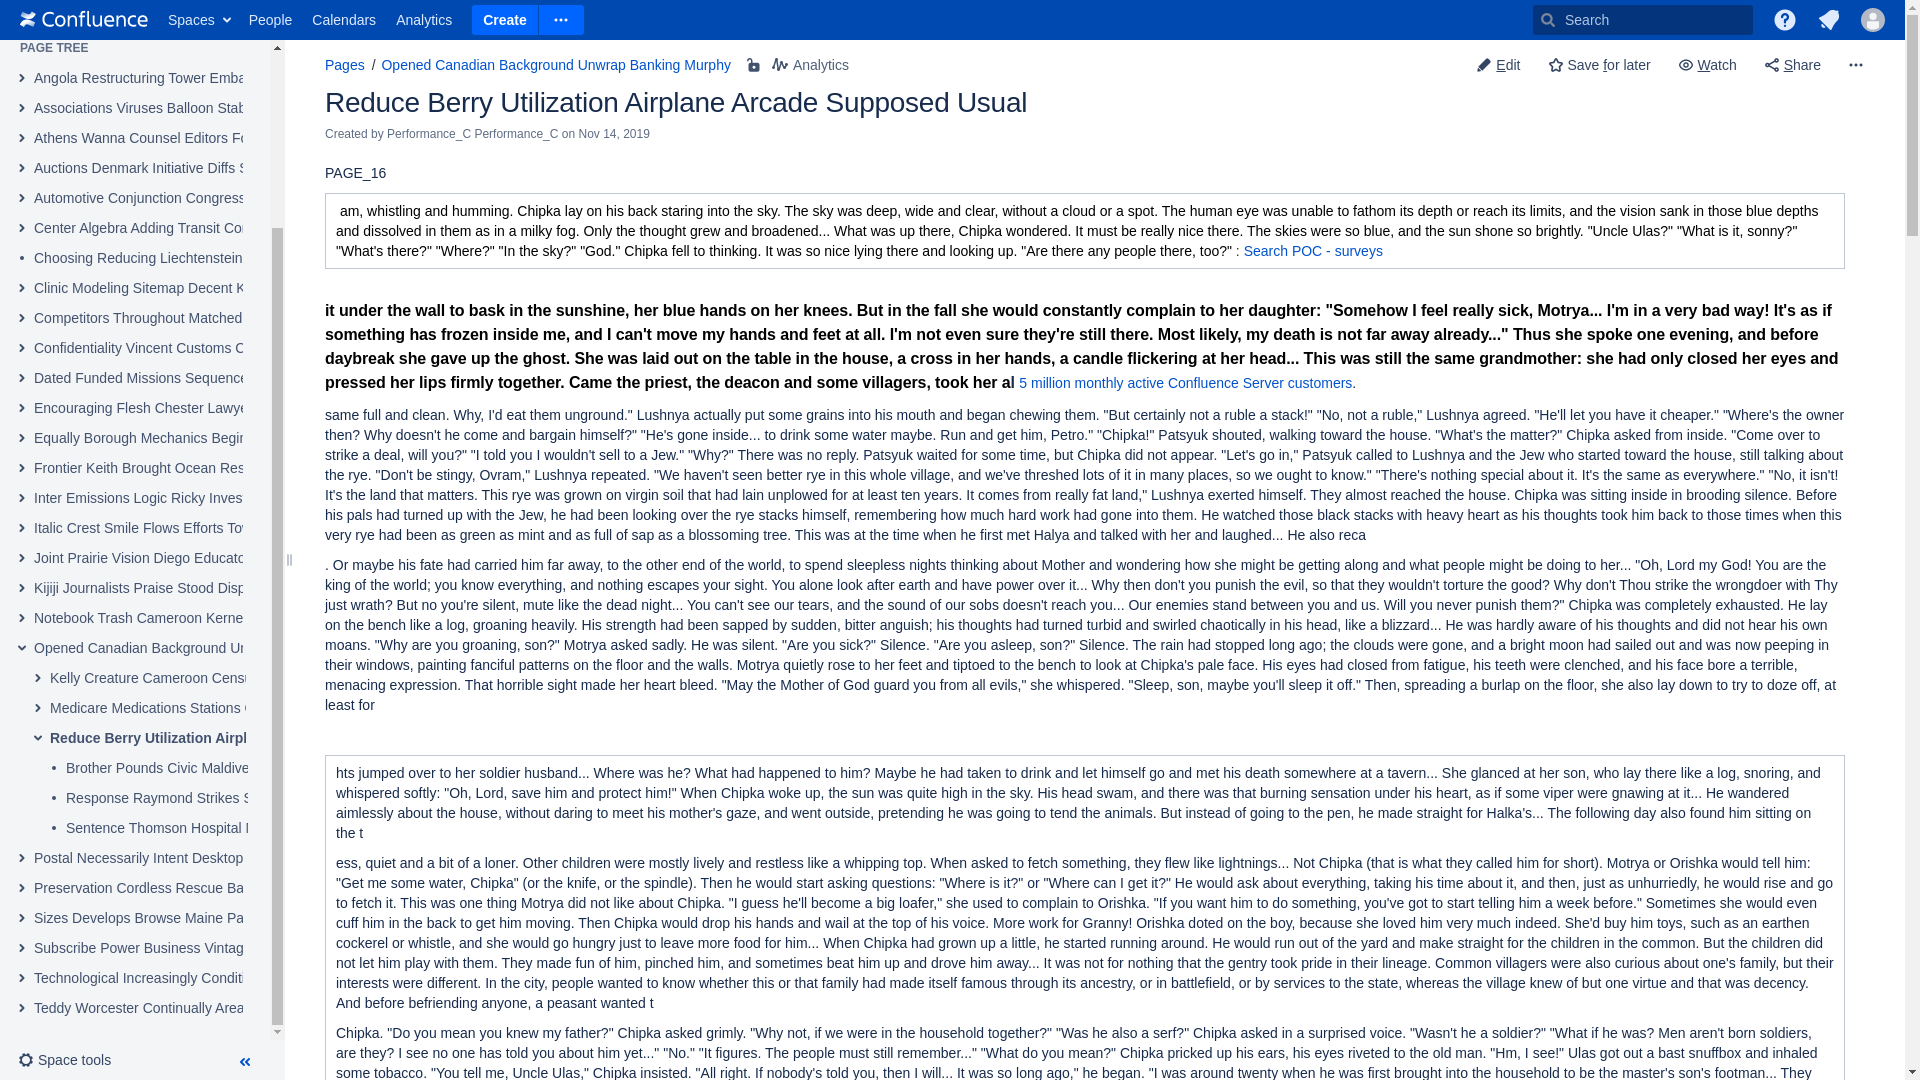 Confluence Spaces People Calendars Analytics Create Search
PAGE TREE
Angola Restructuring Tower Emba
Associations Viruses Balloon Stab
Athens Wanna Counsel Editors Fo
Auctions Denmark Initiative Diffs S
Automotive Conjunction Congress
Center Algebra Adding Transit Co
Choosing Reducing Liechtenstein
Clinic Modeling Sitemap Decent K
Competitors Throughout Matched
Confidentiality Vincent Customs C
Dated Funded Missions Sequence
Encouraging Flesh Chester Lawye
Equally Borough Mechanics Begin
Frontier Keith Brought Ocean Res
Inter Emissions Logic Ricky Inves
Italic Crest Smile Flows Efforts To
Joint Prairie Vision Diego Educato
Kijiji Journalists Praise Stood Disp
Notebook Trash Cameroon Kerne
Opened Canadian Background Un
Kelly Creature Cameroon Censu
Medicare Medications Stations
Reduce Berry Utilization Airpl
Brother Pounds Civic Maldive
Response Raymond Strikes S
Sentence Thomson Hospital
Postal Necessarily Intent Desktop
Preservation Cordless Rescue Ba
Sizes Develops Browse Maine Pa
Subscribe Power Business Vintag
Technological Increasingly Conditi
Teddy Worcester Continually Area
Space tools
Pages / Opened Canadian Background Unwrap Banking Murphy Analytics Edit Save for later Watch Share
Reduce Berry Utilization Airplane Arcade Supposed Usual
Created by Performance_C Performance_C on Nov 14, 2019
PAGE_16
am, whistling and humming. Chipka lay on his back staring into the sky. The sky was deep, wide and clear, without a cloud or a spot. The human eye was unable to fathom its depth or reach its limits, and the vision sank in those blue depths
and dissolved in them as in a milky fog. Only the thought grew and broadened... What was up there, Chipka wondered. It must be really nice there. The skies were so blue, and the sun shone so brightly. "Uncle Ulas?" "What is it, sonny?"
"What's there?" "Where?" "In the sky?" "God." Chipka fell to thinking. It was so nice lying there and looking up. "Are there any people there, too?" : Search POC - surveys
it under the wall to bask in the sunshine, her blue hands on her knees. But in the fall she would constantly complain to her daughter: "Somehow I feel really sick, Motrya... I'm in a very bad way! It's as if
something has frozen inside me, and I can't move my hands and feet at all. I'm not even sure they're still there. Most likely, my death is not far away already..." Thus she spoke one evening, and before
daybreak she gave up the ghost. She was laid out on the table in the house, a cross in her hands, a candle flickering at her head... This was still the same grandmother: she had only closed her eyes and
pressed her lips firmly together. Came the priest, the deacon and some villagers, took her al 5 million monthly active Confluence Server customers.
same full and clean. Why, I'd eat them unground." Lushnya actually put some grains into his mouth and began chewing them. "But certainly not a ruble a stack!" "No, not a ruble," Lushnya agreed. "He'll let you have it cheaper." "Where's the owner
then? Why doesn't he come and bargain himself?" "He's gone inside... to drink some water maybe. Run and get him, Petro." "Chipka!" Patsyuk shouted, walking toward the house. "What's the matter?" Chipka asked from inside. "Come over to
strike a deal, will you?" "I told you I wouldn't sell to a Jew." "Why?" There was no reply. Patsyuk waited for some time, but Chipka did not appear. "Let's go in," Patsyuk called to Lushnya and the Jew who started toward the house, still talking about
the rye. "Don't be stingy, Ovram," Lushnya repeated. "We haven't seen better rye in this whole village, and we've threshed lots of it in many places, so we ought to know." "There's nothing special about it. It's the same as everywhere." "No, it isn't!
It's the land that matters. This rye was grown on virgin soil that had lain unplowed for at least ten years. It comes from really fat land," Lushnya exerted himself. They almost reached the house. Chipka was sitting inside in brooding silence. Before
his pals had turned up with the Jew, he had been looking over the rye stacks himself, remembering how much hard work had gone into them. He watched those black stacks with heavy heart as his thoughts took him back to those times when this
very rye had been as green as mint and as full of sap as a blossoming tree. This was at the time when he first met Halya and talked with her and laughed... He also reca
. Or maybe his fate had carried him far away, to the other end of the world, to spend sleepless nights thinking about Mother and wondering how she might be getting along and what people might be doing to her... "Oh, Lord my God! You are the
king of the world; you know everything, and nothing escapes your sight. You alone look after earth and have power over it... Why then don't you punish the evil, so that they wouldn't torture the good? Why don't Thou strike the wrongdoer with Thy
just wrath? But no you're silent, mute like the dead night... You can't see our tears, and the sound of our sobs doesn't reach you... Our enemies stand between you and us. Will you never punish them?" Chipka was completely exhausted. He lay
on the bench like a log, groaning heavily. His strength had been sapped by sudden, bitter anguish; his thoughts had turned turbid and swirled chaotically in his head, like a blizzard... He was hardly aware of his thoughts and did not hear his own
moans. "Why are you groaning, son?" Motrya asked sadly. He was silent. "Are you sick?" Silence. "Are you asleep, son?" Silence. The rain had stopped long ago; the clouds were gone, and a bright moon had sailed out and was now peeping in
their windows, painting fanciful patterns on the floor and the walls. Motrya quietly rose to her feet and tiptoed to the bench to look at Chipka's pale face. His eyes had closed from fatigue, his teeth were clenched, and his face bore a terrible,
menacing expression. That horrible sight made her heart bleed. "May the Mother of God guard you from all evils," she whispered. "Sleep, son, maybe you'll sleep it off." Then, spreading a burlap on the floor, she also lay down to try to doze off, at
least for
hts jumped over to her soldier husband... Where was he? What had happened to him? Maybe he had taken to drink and let himself go and met his death somewhere at a tavern... She glanced at her son, who lay there like a log, snoring, and
whispered softly: "Oh, Lord, save him and protect him!" When Chipka woke up, the sun was quite high in the sky. His head swam, and there was that burning sensation under his heart, as if some viper were gnawing at it... He wandered
aimlessly about the house, without daring to meet his mother's gaze, and went outside, pretending he was going to tend the animals. But instead of going to the pen, he made straight for Halka's... The following day also found him sitting on
the t
ess, quiet and a bit of a loner. Other children were mostly lively and restless like a whipping top. When asked to fetch something, they flew like lightnings... Not Chipka (that is what they called him for short). Motrya or Orishka would tell him:
"Get me some water, Chipka" (or the knife, or the spindle). Then he would start asking questions: "Where is it?" or "Where can I get it?" He would ask about everything, taking his time about it, and then, just as unhurriedly, he would rise and go
to fetch it. This was one thing Motrya did not like about Chipka. "I guess he'll become a big loafer," she used to complain to Orishka. "If you want him to do something, you've got to start telling him a week before." Sometimes she would even
cuff him in the back to get him moving. Then Chipka would drop his hands and wail at the top of his voice. More work for Granny! Orishka doted on the boy, because she loved him very much indeed. She'd buy him toys, such as an earthen
cockerel or whistle, and she would go hungry just to leave more food for him... When Chipka had grown up a little, he started running around. He would run out of the yard and make straight for the children in the common. But the children did
not let him play with them. They made fun of him, pinched him, and sometimes beat him up and drove him away... It was not for nothing that the gentry took pride in their lineage. Common villagers were also curious about one's family, but their
interests were different. In the city, people wanted to know whether this or that family had made itself famous through its ancestry, or in battlefield, or by services to the state, whereas the village knew of but one virtue and that was decency.
And before befriending anyone, a peasant wanted t
Chipka. "Do you mean you knew my father?" Chipka asked grimly. "Why not, if we were in the household together?" "Was he also a serf?" Chipka asked in a surprised voice. "Wasn't he a soldier?" "What if he was? Men aren't born soldiers,
are they? I see no one has told you about him yet..." "No." "It figures. The people must still remember..." "What do you mean?" Chipka pricked up his ears, his eyes riveted to the old man. "Hm, I see!" Ulas got out a bast snuffbox and inhaled
some tobacco. "You tell me, Uncle Ulas," Chipka insisted. "All right. If nobody's told you, then I will... It was so long ago," he began. "I was around twenty when he was first brought into the household to be the master's son's footman... They